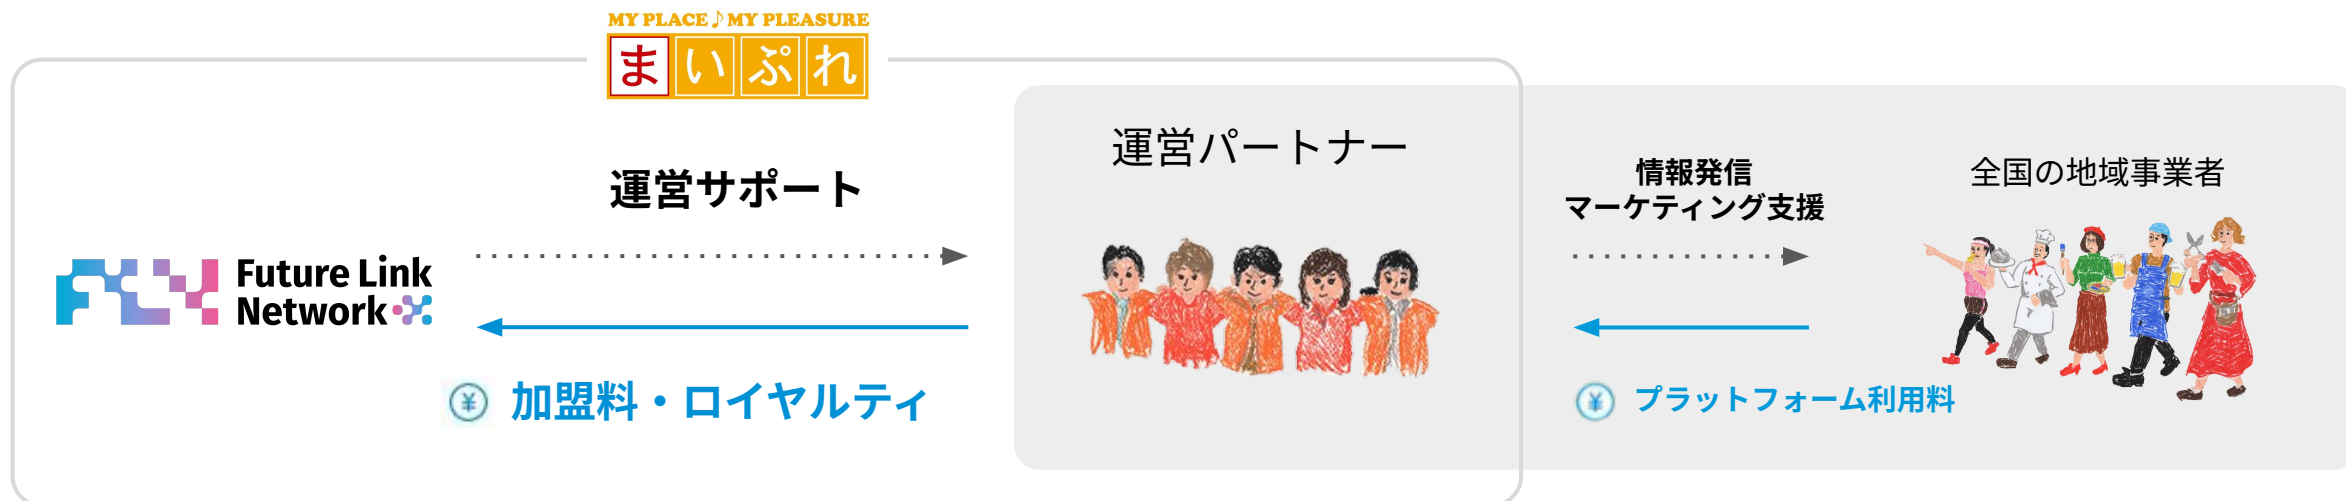 MY PLACE♪MY PLEASURE
まいぷれ
運営サポート
Future Link
Network
¥ 加盟料・ロイヤルティ
運営パートナー
情報発信
マーケティング支援
¥ プラットフォーム利用料
全国の地域事業者